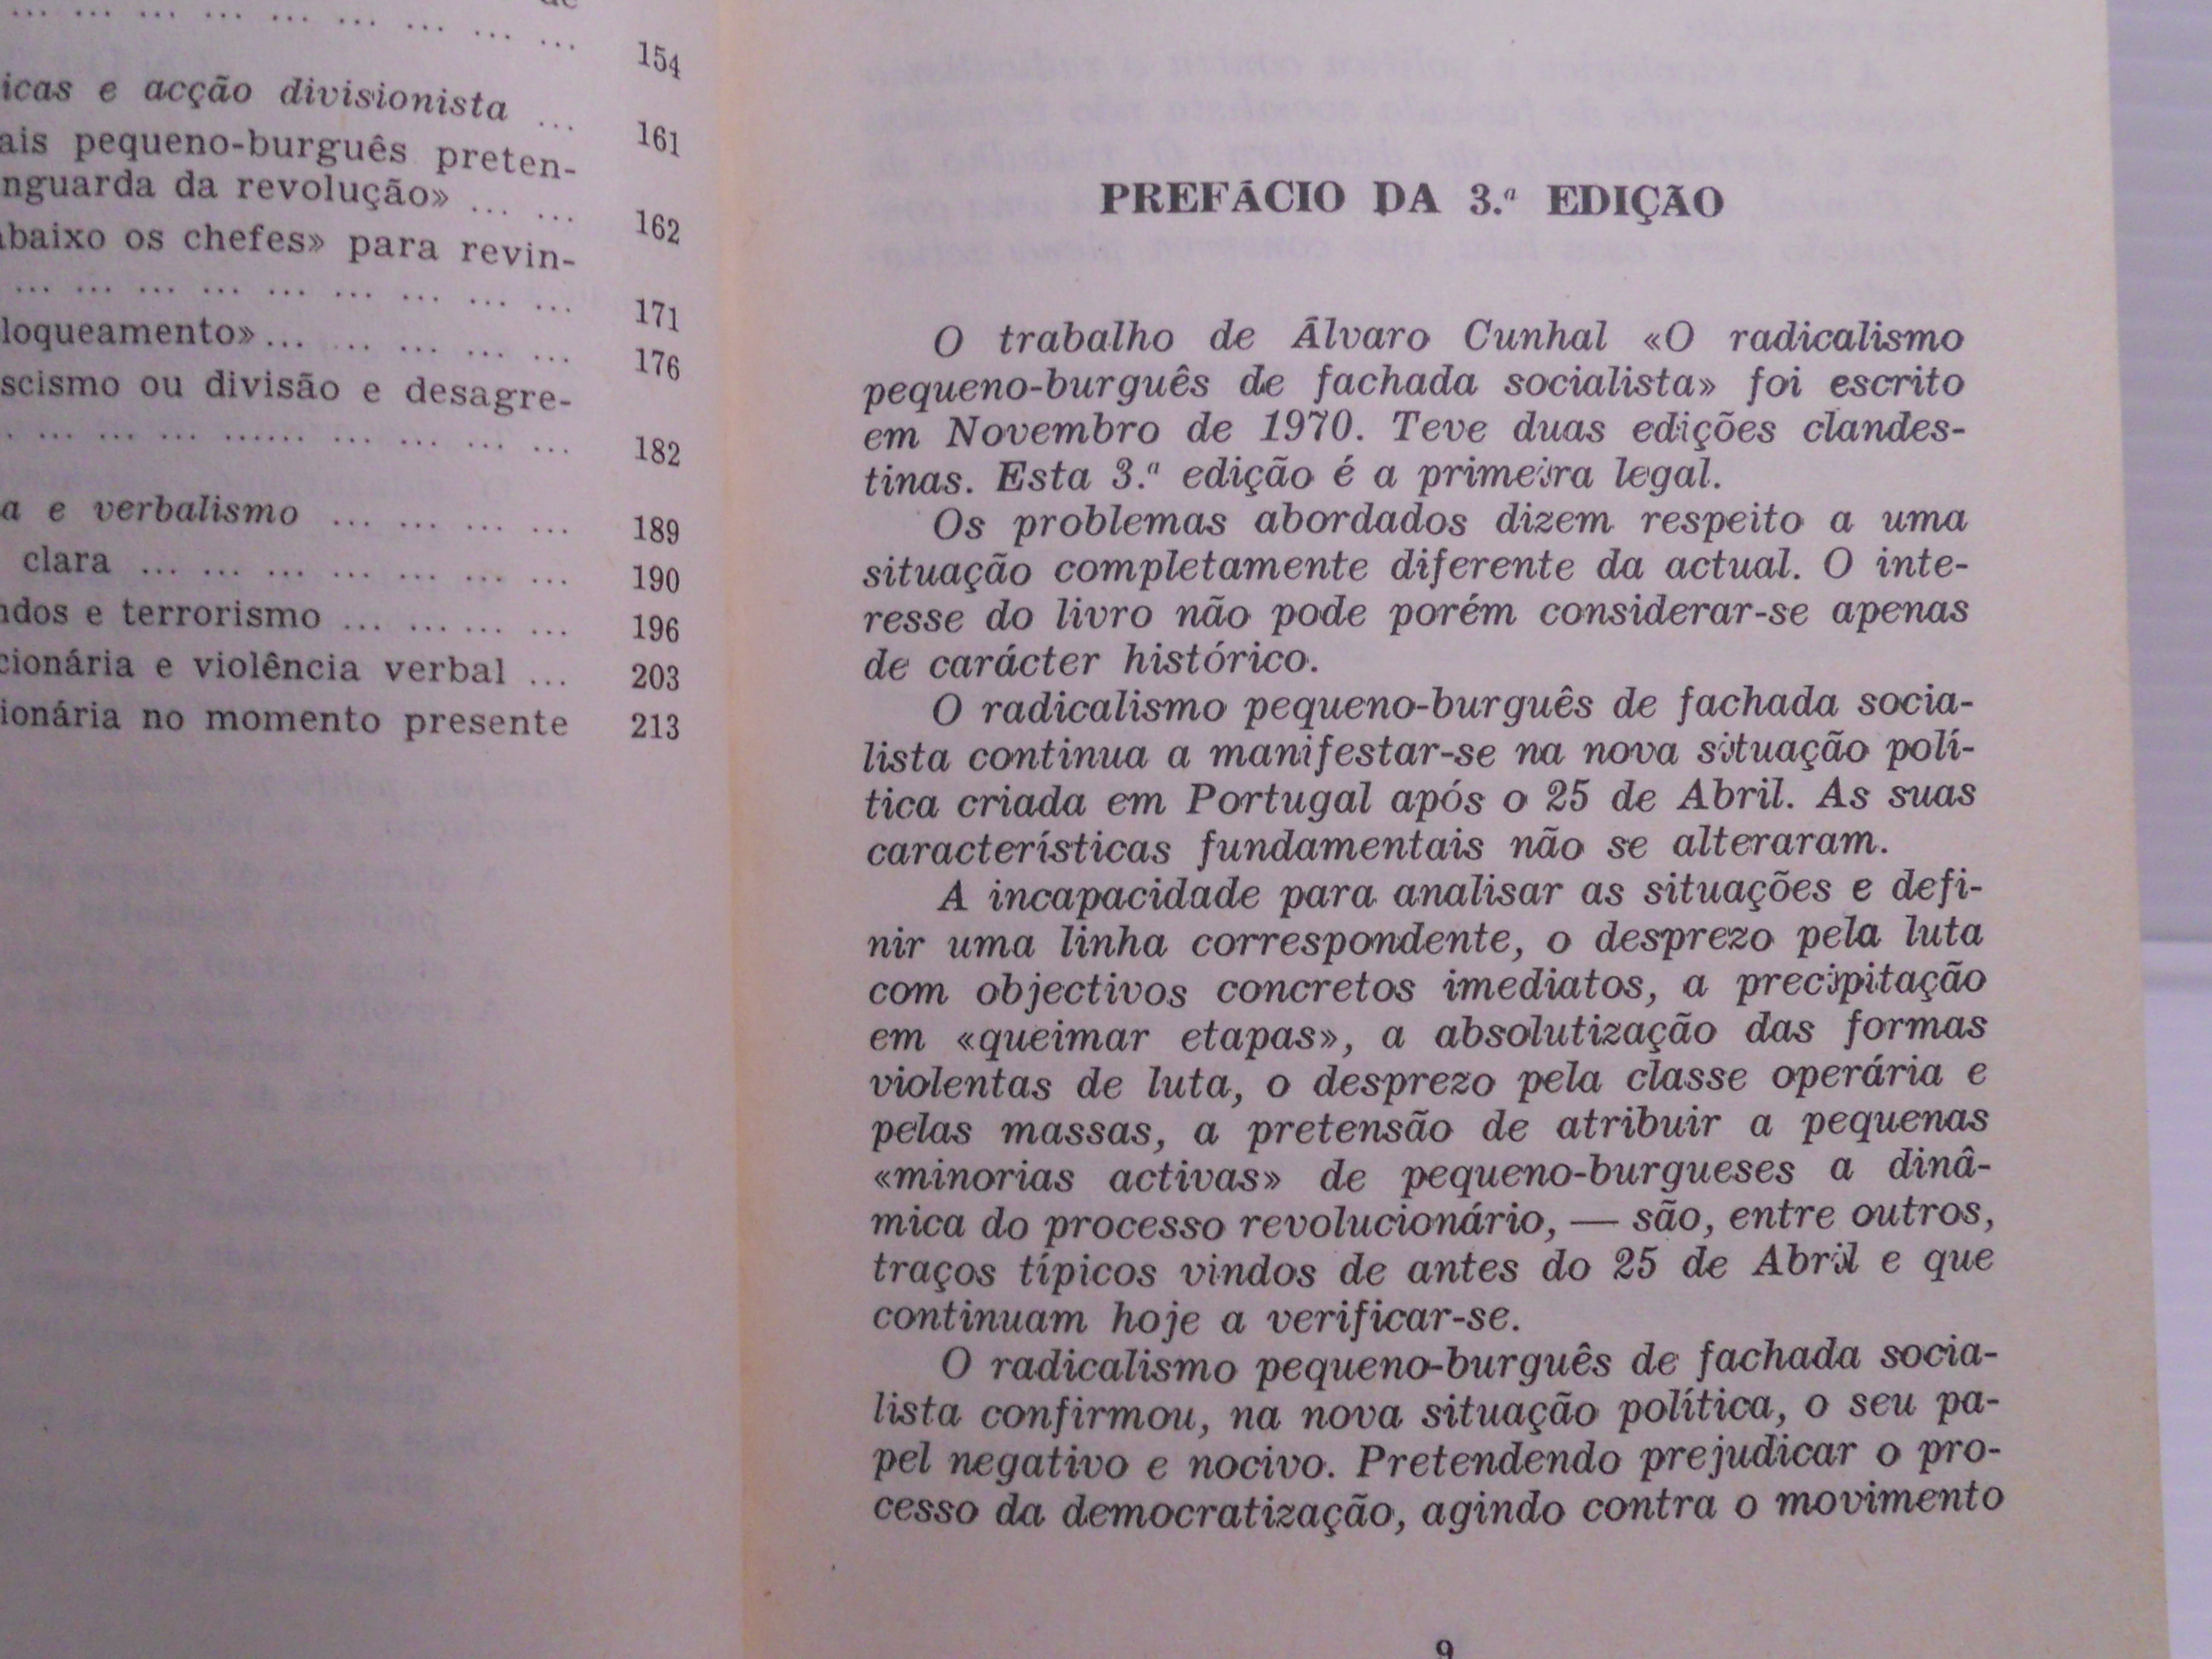 ... ... ... ... ... ... ... ... ... 154
icas e acção divisionista ... 161
ais pequeno-burguês preten-
nguarda da revolução» ... ... 162
abaixo os chefes» para revin-
... ... ... ... ... ... ... ... ... 171
loqueamento» ... ... ... ... ... 176
scismo ou divisão e desagre-
... ... ... ...... ... ... ... ... 182
a e verbalismo ... ... ... ... 189
clara ... ... ... ... ... ... ... 190
ndos e terrorismo ... ... ... ... 196
cionária e violência verbal ... 203
ionária no momento presente 213
PREFÁCIO DA 3.ª EDIÇÃO
O trabalho de Álvaro Cunhal «O radicalismo
pequeno-burguês de fachada socialista» foi escrito
em Novembro de 1970. Teve duas edições clandes-
tinas. Esta 3.ª edição é a primeira legal.
Os problemas abordados dizem respeito a uma
situação completamente diferente da actual. O inte-
resse do livro não pode porém considerar-se apenas
de carácter histórico.
O radicalismo pequeno-burguês de fachada socia-
lista continua a manifestar-se na nova situação polí-
tica criada em Portugal após o 25 de Abril. As suas
características fundamentais não se alteraram.
A incapacidade para analisar as situações e defi-
nir uma linha correspondente, o desprezo pela luta
com objectivos concretos imediatos, a precipitação
em «queimar etapas», a absolutização das formas
violentas de luta, o desprezo pela classe operária e
pelas massas, a pretensão de atribuir a pequenas
«minorias activas» de pequeno-burgueses a dinâ-
mica do processo revolucionário, — são, entre outros,
traços típicos vindos de antes do 25 de Abril e que
continuam hoje a verificar-se.
O radicalismo pequeno-burguês de fachada socia-
lista confirmou, na nova situação política, o seu pa-
pel negativo e nocivo. Pretendendo prejudicar o pro-
cesso da democratização, agindo contra o movimento
9